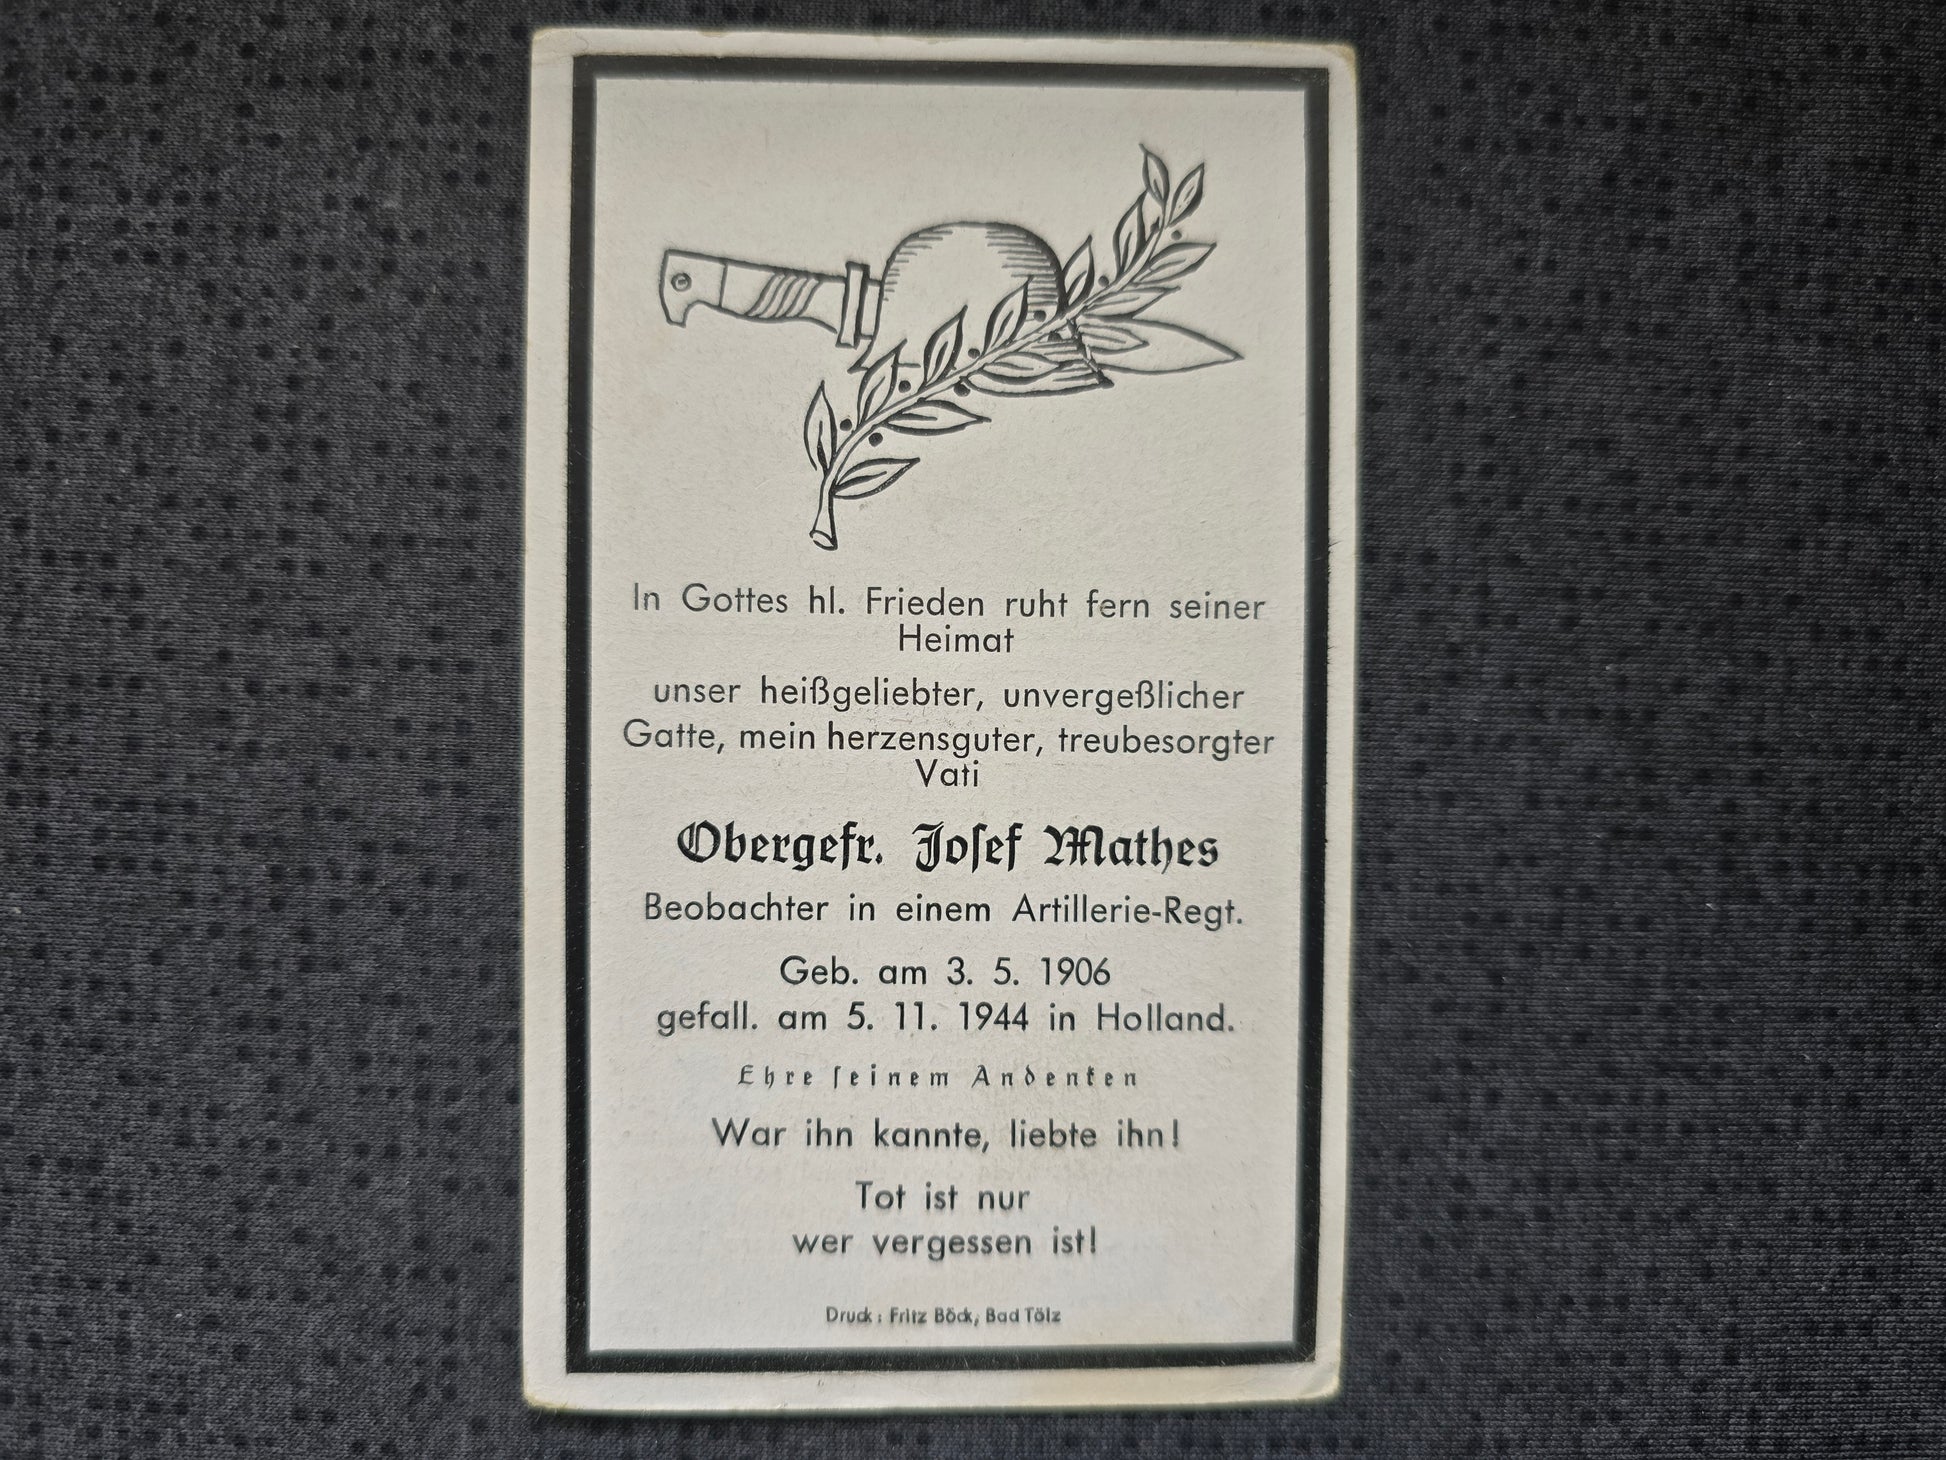 In Gottes hl. Frieden ruht fern seiner
Heimat
unser heißgeliebter, unvergeßlicher
Gatte, mein herzensguter, treubesorgter
Vati
Obergefr. Joſef Mathes
Beobachter in einem Artillerie-Regt.
Geb. am 3. 5. 1906
gefall. am 5. 11. 1944 in Holland.
Ehre ſeinem Andenken
War ihn kannte, liebte ihn!
Tot ist nur
wer vergessen ist!
Druck: Fritz Böck, Bad Tölz